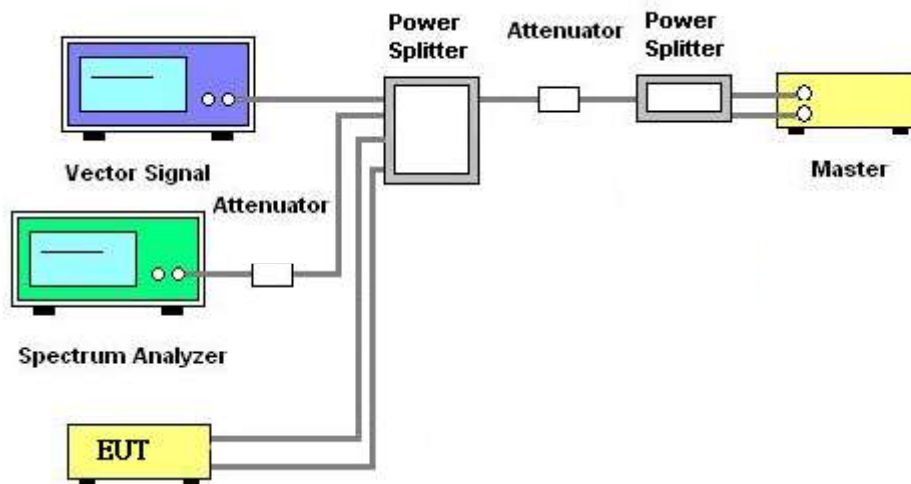 Power
Splitter
Attenuator
Power
Splitter
Vector Signal
Master
Attenuator
Spectrum Analyzer
EUT